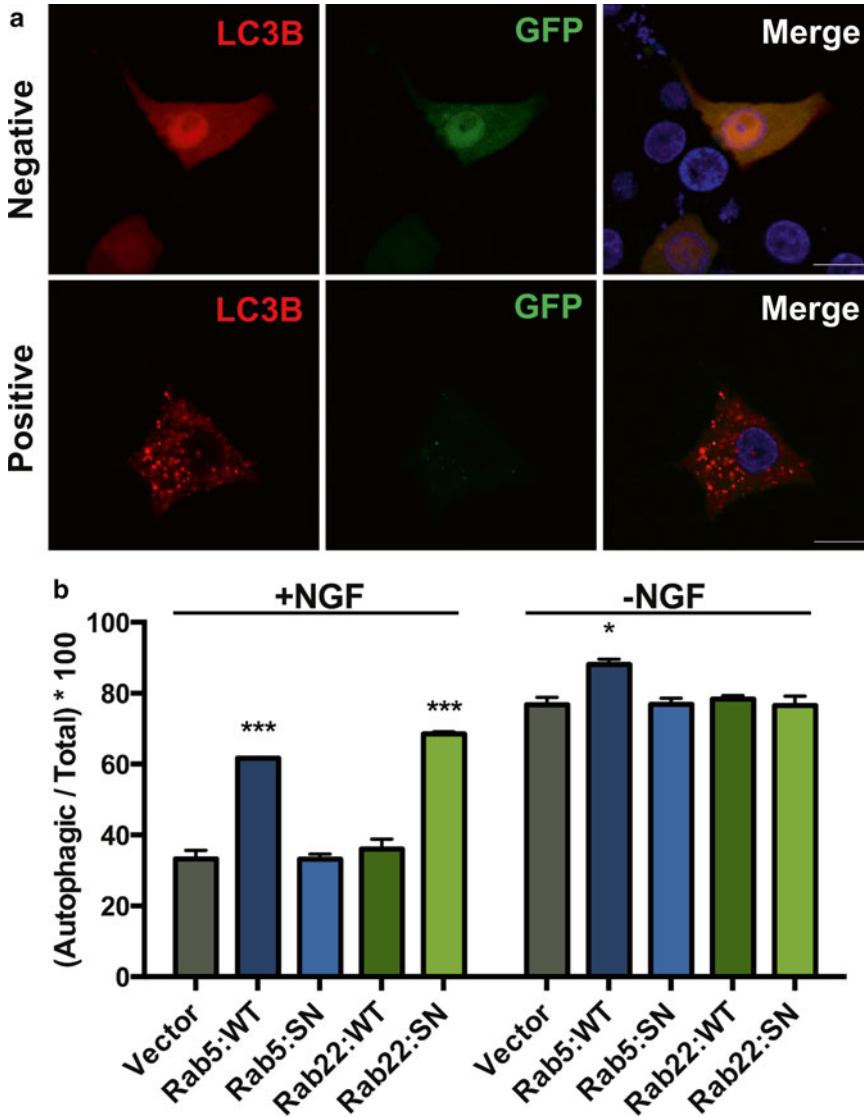 a
LC3B GFP Merge
Negative
LC3B GFP Merge
Positive
b
+NGF -NGF
(Autophagic / Total) * 100
100
80
60
40
20
0
*** *** *
Vector Rab5:WT Rab5:SN Rab22:WT Rab22:SN Vector Rab5:WT Rab5:SN Rab22:WT Rab22:SN